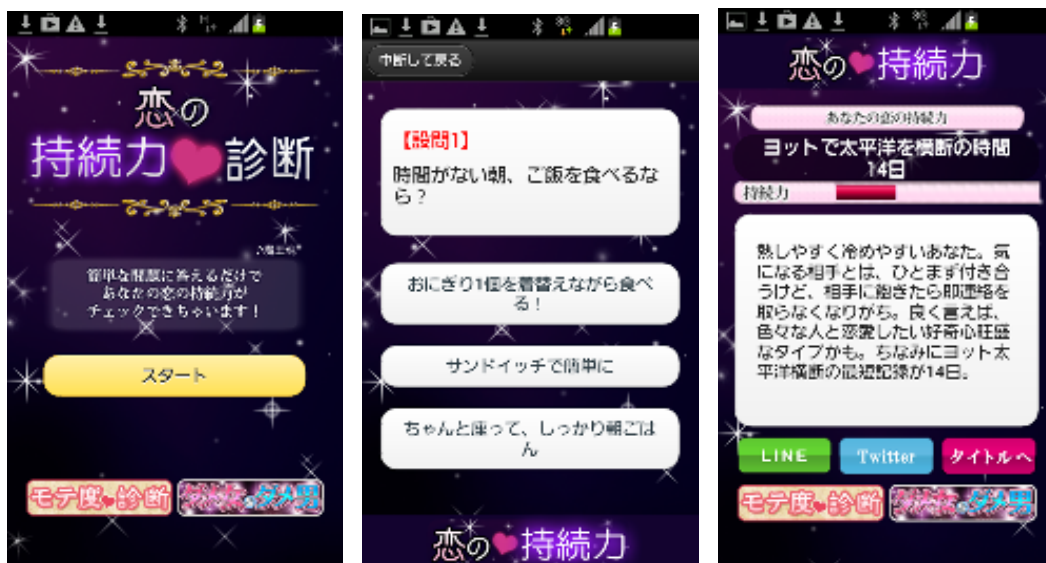 恋の
持続力 診断
簡単な問題に答えるだけで
あなたの恋の持続力が
チェックできちゃいます！
スタート
モテ度 診断
中断して戻る
【設問1】
時間がない朝、ご飯を食べるな
ら？
おにぎり1個を着替えながら食べ
る！
サンドイッチで簡単に
ちゃんと座って、しっかり朝ごは
ん
恋の 持続力
恋の 持続力
あなたの恋の持続力
ヨットで太平洋を横断の時間
14日
持続力
熱しやすく冷めやすいあなた。気
になる相手とは、ひとまず付き合
うけど、相手に飽きたら即連絡を
取らなくなりがち。良く言えば、
色々な人と恋愛したい好奇心旺盛
なタイプかも。ちなみにヨット太
平洋横断の最短記録が14日。
LINE
Twitter
タイトルへ
モテ度 診断